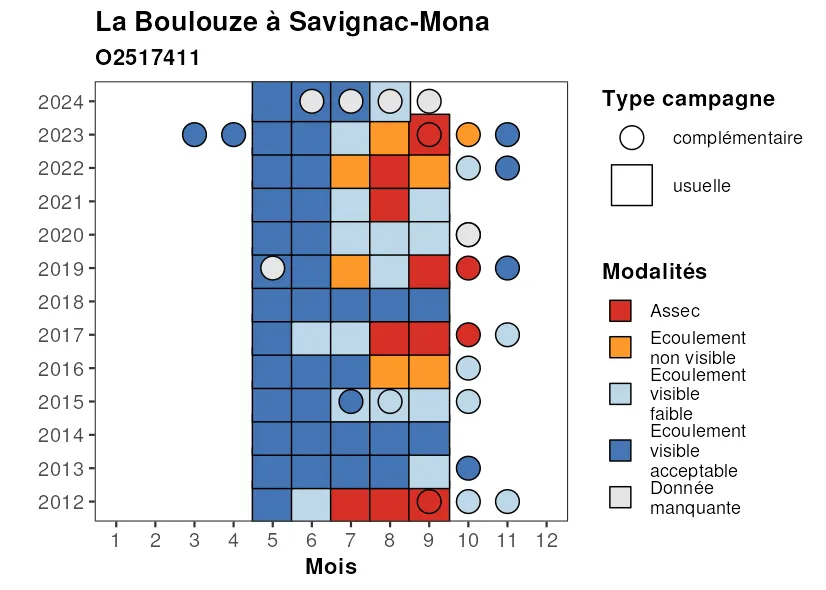 La Boulouze à Savignac-Mona
O2517411
2024
2023
2022
2021
2020
2019
2018
2017
2016
2015
2014
2013
2012
1 2 3 4 5 6 7 8 9 10 11 12
Mois
Type campagne
complémentaire
usuelle
Modalités
Assec
Ecoulement
non visible
Ecoulement
visible
faible
Ecoulement
visible
acceptable
Donnée
manquante